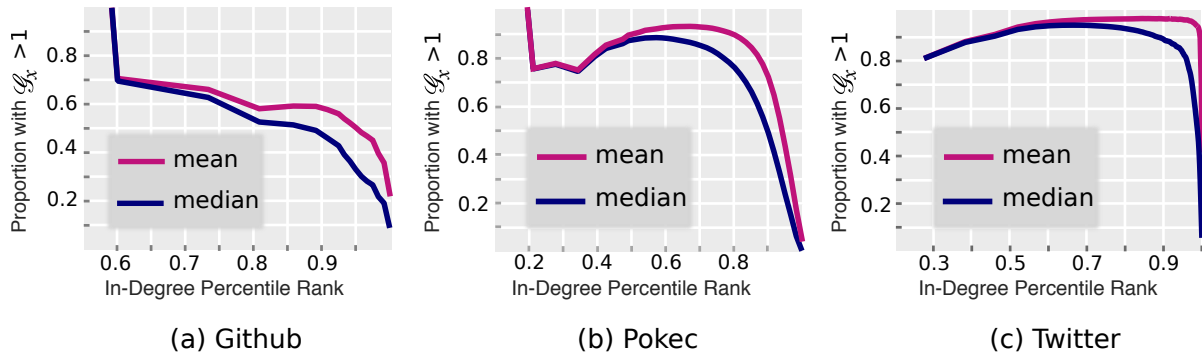 Proportion with 𝒢ₓ >1
0.8
0.6
0.4
0.2
mean
median
0.6 0.7 0.8 0.9
In-Degree Percentile Rank
(a) Github
Proportion with 𝒢ₓ >1
0.8
0.6
0.4
0.2
mean
median
0.2 0.4 0.6 0.8 1.0
In-Degree Percentile Rank
(b) Pokec
Proportion with 𝒢ₓ >1
0.8
0.6
0.4
0.2
mean
median
0.3 0.5 0.7 0.9
In-Degree Percentile Rank
(c) Twitter